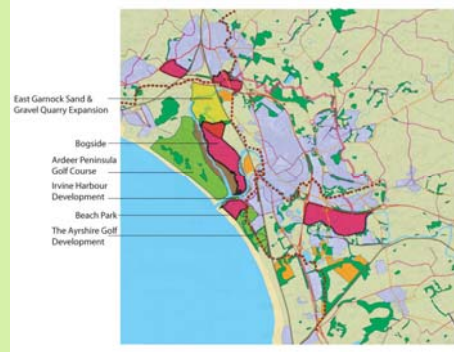 East Garnock Sand &
Gravel Quarry Expansion
Bogside
Ardeer Peninsula
Golf Course
Irvine Harbour
Development
Beach Park
The Ayrshire Golf
Development